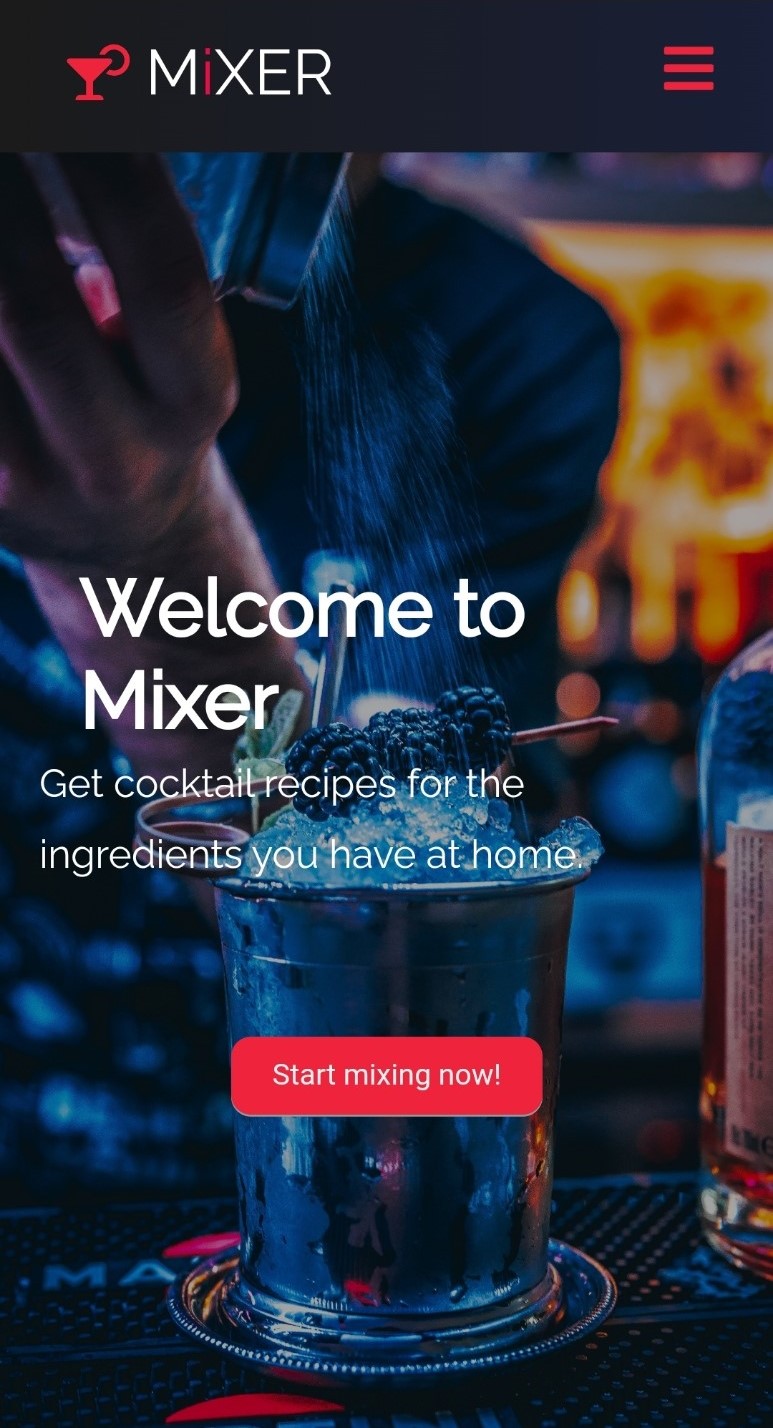 MiXER
Welcome to
Mixer
Get cocktail recipes for the
ingredients you have at home.
Start mixing now!
MA